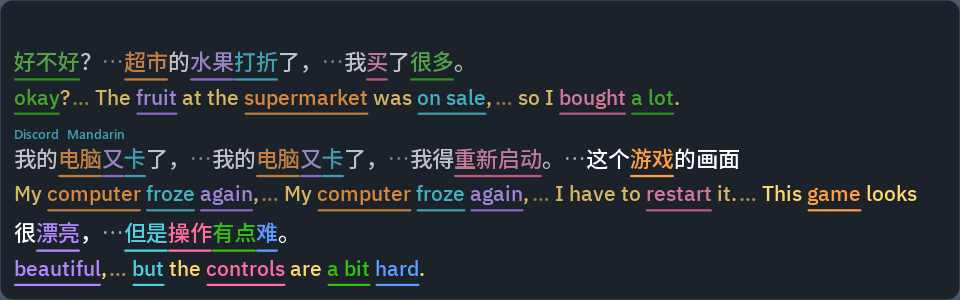 好不好？…超市的水果打折了，…我买了很多。
okay?... The fruit at the supermarket was on sale,... so I bought a lot.
Discord Mandarin
我的电脑又卡了，…我的电脑又卡了，…我得重新启动。…这个游戏的画面
My computer froze again,... My computer froze again,... I have to restart it.... This game looks
很漂亮，…但是操作有点难。
beautiful,... but the controls are a bit hard.